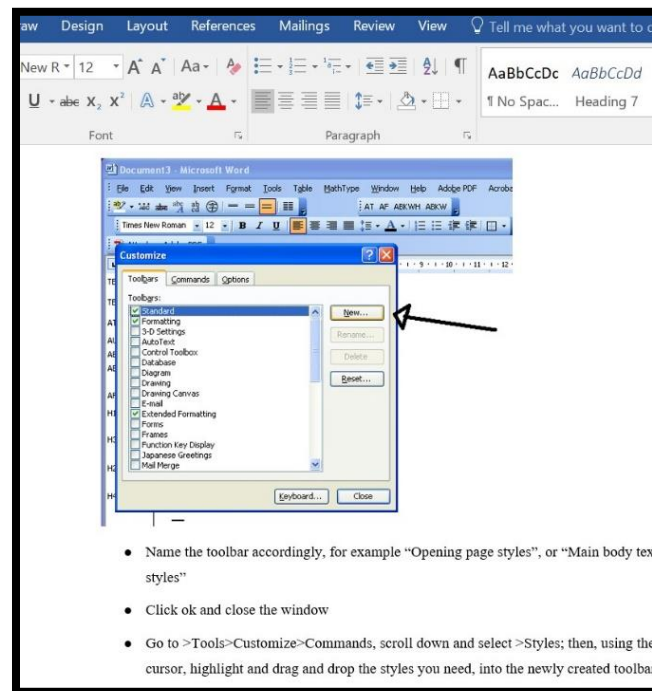 Design Layout References Mailings Review View Tell me what you want to
New R 12 A A Aa
U abc X2 X2 A aby A
AaBbCcDc AaBbCcDd
¶ No Spac... Heading 7
Font Paragraph
Document3 - Microsoft Word
File Edit View Insert Format Tools Table MathType Window Help Adobe PDF
AT AF ABKWH ABKW
Times New Roman 12 B I U
Customize
9 10 11 12
Toolbars Commands Options
Toolbars:
Standard
New...
Formatting
3-D Settings
Rename...
AutoText
Control Toolbox
Delete
Database
Diagram
Reset...
Drawing
Drawing Canvas
E-mail
Extended Formatting
Forms
Frames
Function Key Display
Japanese Greetings
Mail Merge
Keyboard... Close
● Name the toolbar accordingly, for example “Opening page styles”, or “Main body tex
styles”
● Click ok and close the window
● Go to >Tools>Customize>Commands, scroll down and select >Styles; then, using the
cursor, highlight and drag and drop the styles you need, into the newly created toolba